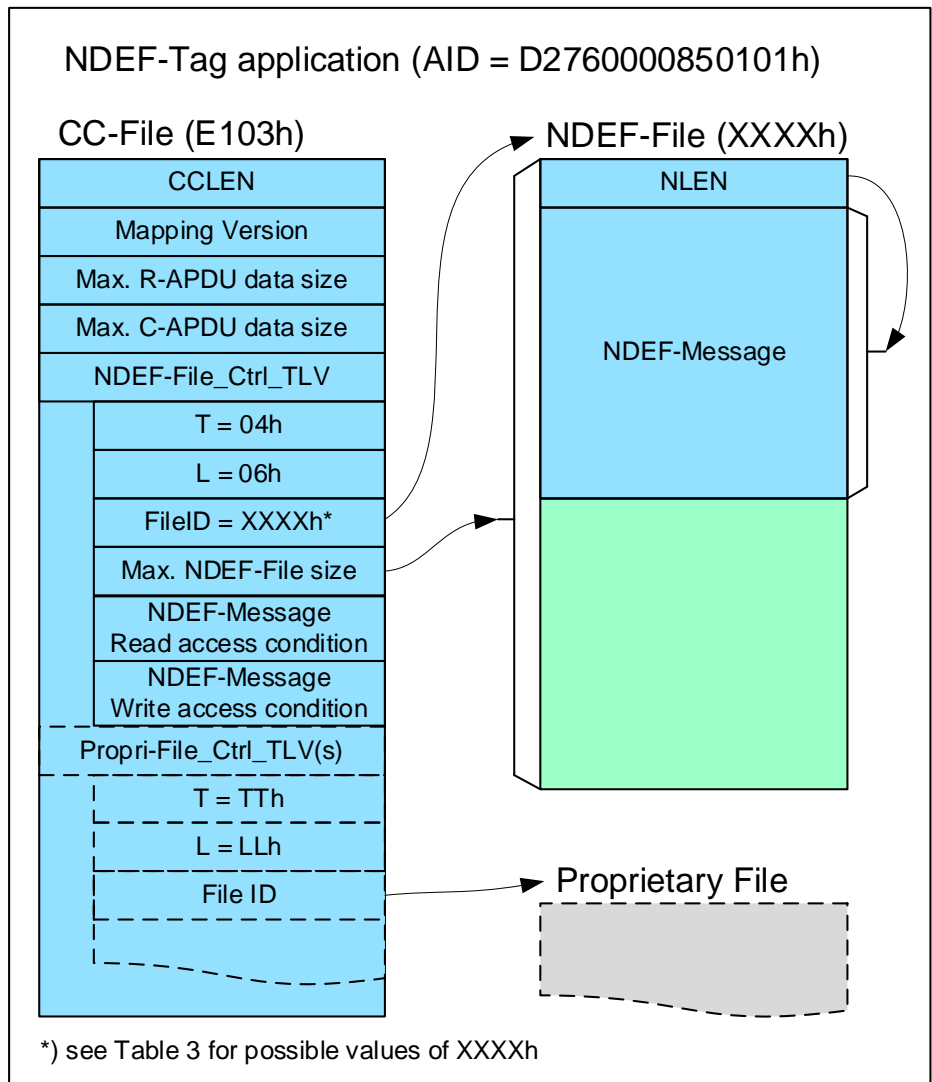 NDEF-Tag application (AID = D2760000850101h)
CC-File (E103h)
CCLEN
Mapping Version
Max. R-APDU data size
Max. C-APDU data size
NDEF-File_Ctrl_TLV
T = 04h
L = 06h
FileID = XXXXh*
Max. NDEF-File size
NDEF-Message
Read access condition
NDEF-Message
Write access condition
Propri-File_Ctrl_TLV(s)
T = TTh
L = LLh
File ID
NDEF-File (XXXXh)
NLEN
NDEF-Message
Proprietary File
*) see Table 3 for possible values of XXXXh